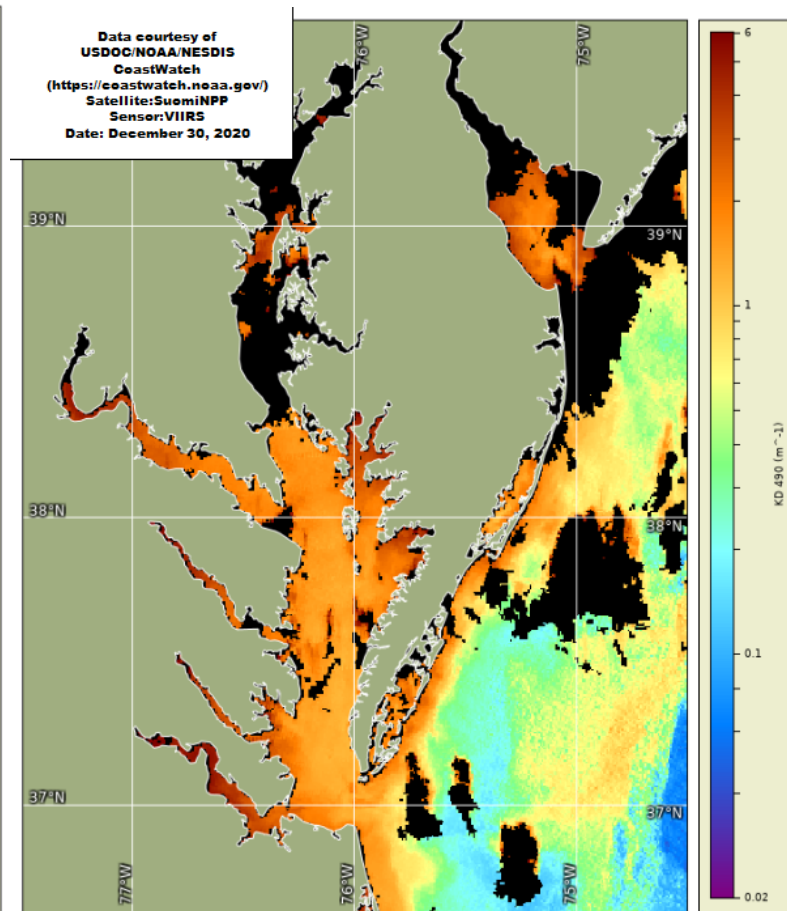 Data courtesy of
USDOC/NOAA/NESDIS
CoastWatch
(https://coastwatch.noaa.gov/)
Satellite:SuomiNPP
Sensor:VIIRS
Date: December 30, 2020
76°W
75°W
6
39°N
39°N
1
KD 490 (m^-1)
38°N
38°N
0.1
37°N
37°N
77°W
76°W
75°W
0.02